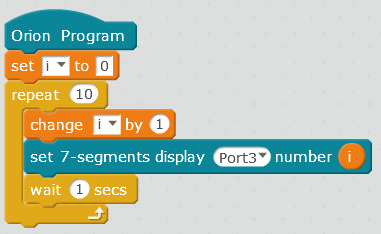 Orion Program
set i to 0
repeat 10
change i by 1
set 7-segments display Port3 number i
wait 1 secs